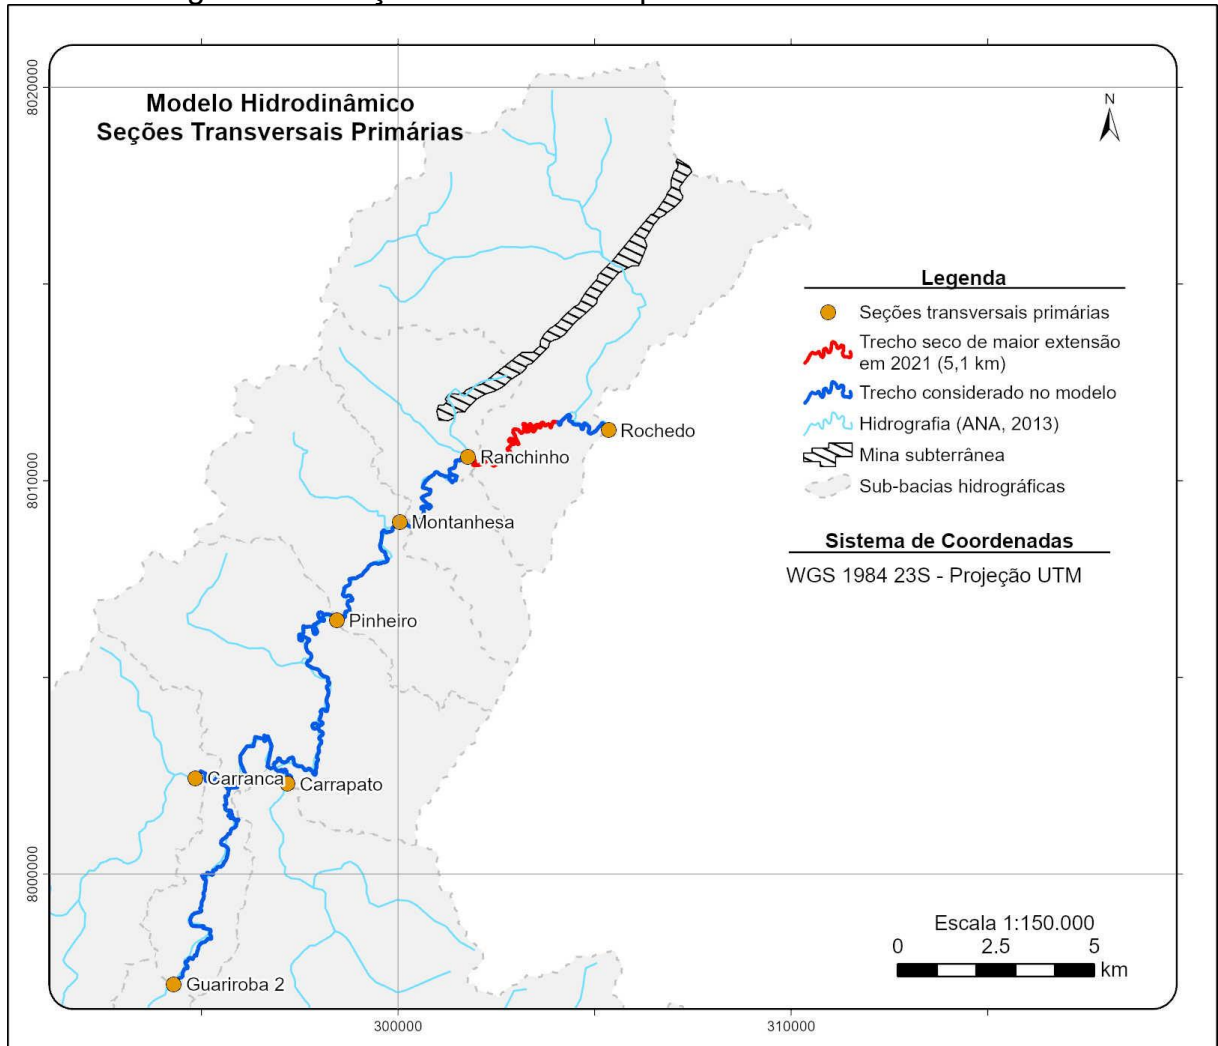 Modelo Hidrodinâmico
Seções Transversais Primárias
N
8020000
8010000
8000000
Legenda
Seções transversais primárias
Trecho seco de maior extensão
em 2021 (5,1 km)
Trecho considerado no modelo
Hidrografia (ANA, 2013)
Mina subterrânea
Sub-bacias hidrográficas
Sistema de Coordenadas
WGS 1984 23S - Projeção UTM
Rochedo
Ranchinho
Montanhesa
Pinheiro
Carranca
Carrapato
Guariroba 2
Escala 1:150.000
0 2.5 5
km
300000 310000